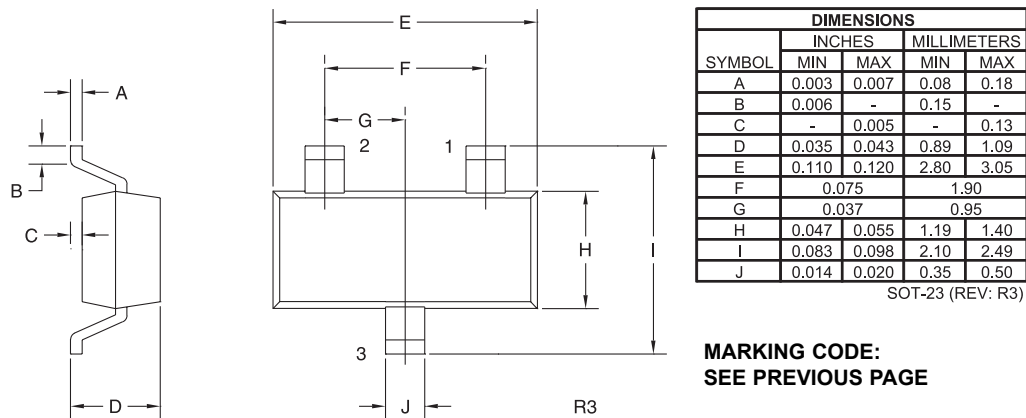 E
F
G
A
2
1
B
C
H
I
3
D
J
R3
DIMENSIONS
INCHES MILLIMETERS
SYMBOL MIN MAX MIN MAX
A 0.003 0.007 0.08 0.18
B 0.006 - 0.15 -
C - 0.005 - 0.13
D 0.035 0.043 0.89 1.09
E 0.110 0.120 2.80 3.05
F 0.075 1.90
G 0.037 0.95
H 0.047 0.055 1.19 1.40
I 0.083 0.098 2.10 2.49
J 0.014 0.020 0.35 0.50
SOT-23 (REV: R3)
MARKING CODE:
SEE PREVIOUS PAGE